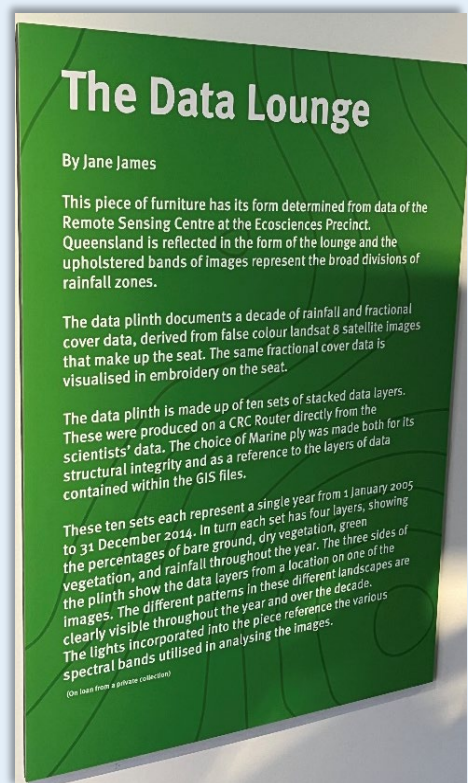 The Data Lounge
By Jane James
This piece of furniture has its form determined from data of the
Remote Sensing Centre at the Ecosciences Precinct.
Queensland is reflected in the form of the lounge and the
upholstered bands of images represent the broad divisions of
rainfall zones.
The data plinth documents a decade of rainfall and fractional
cover data, derived from false colour landsat 8 satellite images
that make up the seat. The same fractional cover data is
visualised in embroidery on the seat.
The data plinth is made up of ten sets of stacked data layers.
These were produced on a CRC Router directly from the
scientists' data. The choice of Marine ply was made both for its
structural integrity and as a reference to the layers of data
contained within the GIS files.
These ten sets each represent a single year from 1 January 2005
to 31 December 2014. In turn each set has four layers, showing
the percentages of bare ground, dry vegetation, green
vegetation, and rainfall throughout the year. The three sides of
the plinth show the data layers from a location on one of the
images. The different patterns in these different landscapes are
clearly visible throughout the year and over the decade.
The lights incorporated into the piece reference the various
spectral bands utilised in analysing the images.
(On loan from a private collection)